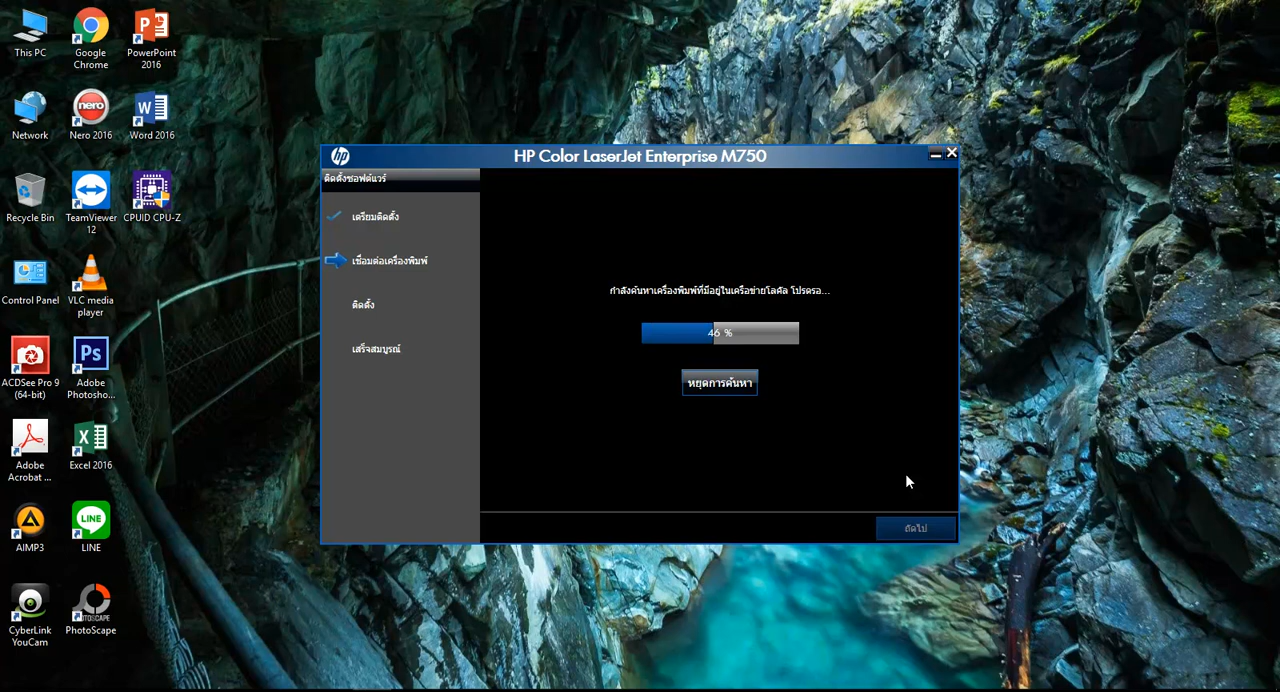 This PC
Google
Chrome
PowerPoint
2016
Network
Nero 2016
Word 2016
Recycle Bin
TeamViewer
12
CPUID CPU-Z
Control Panel
VLC media
player
ACDSee Pro 9
(64-bit)
Adobe
Photosho...
Adobe
Acrobat ...
Excel 2016
AIMP3
LINE
CyberLink
YouCam
PhotoScape
HP Color LaserJet Enterprise M750
ติดตั้งซอฟต์แวร์
เตรียมติดตั้ง
เชื่อมต่อเครื่องพิมพ์
ติดตั้ง
เสร็จสมบูรณ์
กำลังค้นหาเครื่องพิมพ์ที่มีอยู่ในเครือข่ายโลคัล โปรดรอ...
46 %
หยุดการค้นหา
ถัดไป